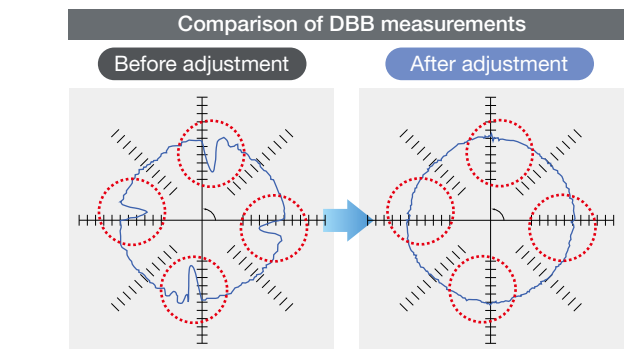 Comparison of DBB measurements
Before adjustment
After adjustment